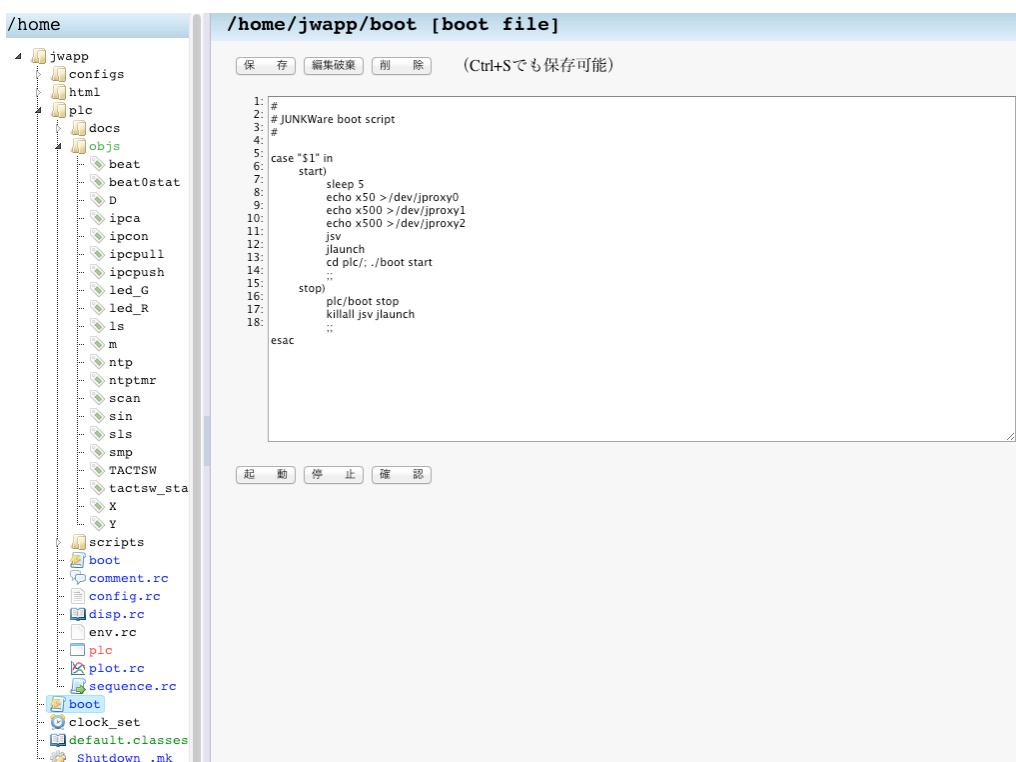 /home
jwapp
configs
html
plc
docs
objs
beat
beat0stat
D
ipca
ipcon
ipcpull
ipcpush
led_G
led_R
ls
m
ntp
ntptmr
scan
sin
sls
smp
TACTSW
tactsw_sta
X
Y
scripts
boot
comment.rc
config.rc
disp.rc
env.rc
plc
plot.rc
sequence.rc
boot
clock_set
default.classes
_Shutdown_.mk
/home/jwapp/boot [boot file]
保 存 編集破棄 削 除 （Ctrl+Sでも保存可能）
1: #
2: # JUNKWare boot script
3: #
4:
5: case "$1" in
6: start)
7: sleep 5
8: echo x50 >/dev/jproxy0
9: echo x500 >/dev/jproxy1
10: echo x500 >/dev/jproxy2
11: jsv
12: jlaunch
13: cd plc/; ./boot start
14: ;;
15: stop)
16: plc/boot stop
17: killall jsv jlaunch
18: ;;
esac
起 動 停 止 確 認